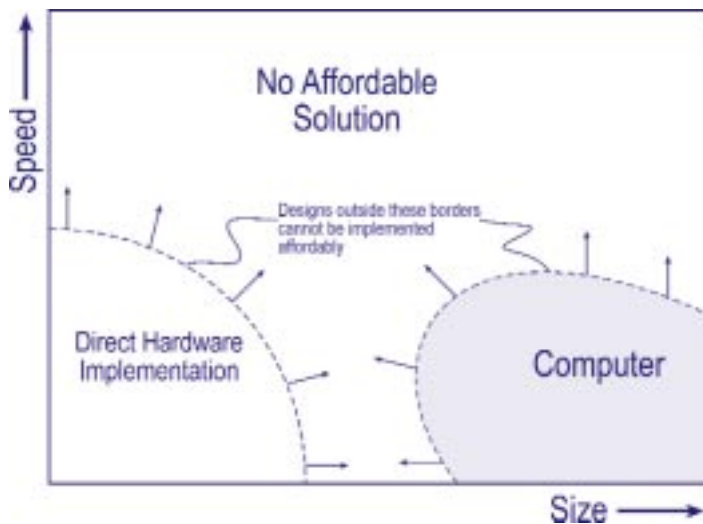 Speed
No Affordable
Solution
Designs outside these borders
cannot be implemented
affordably
Direct Hardware
Implementation
Computer
Size